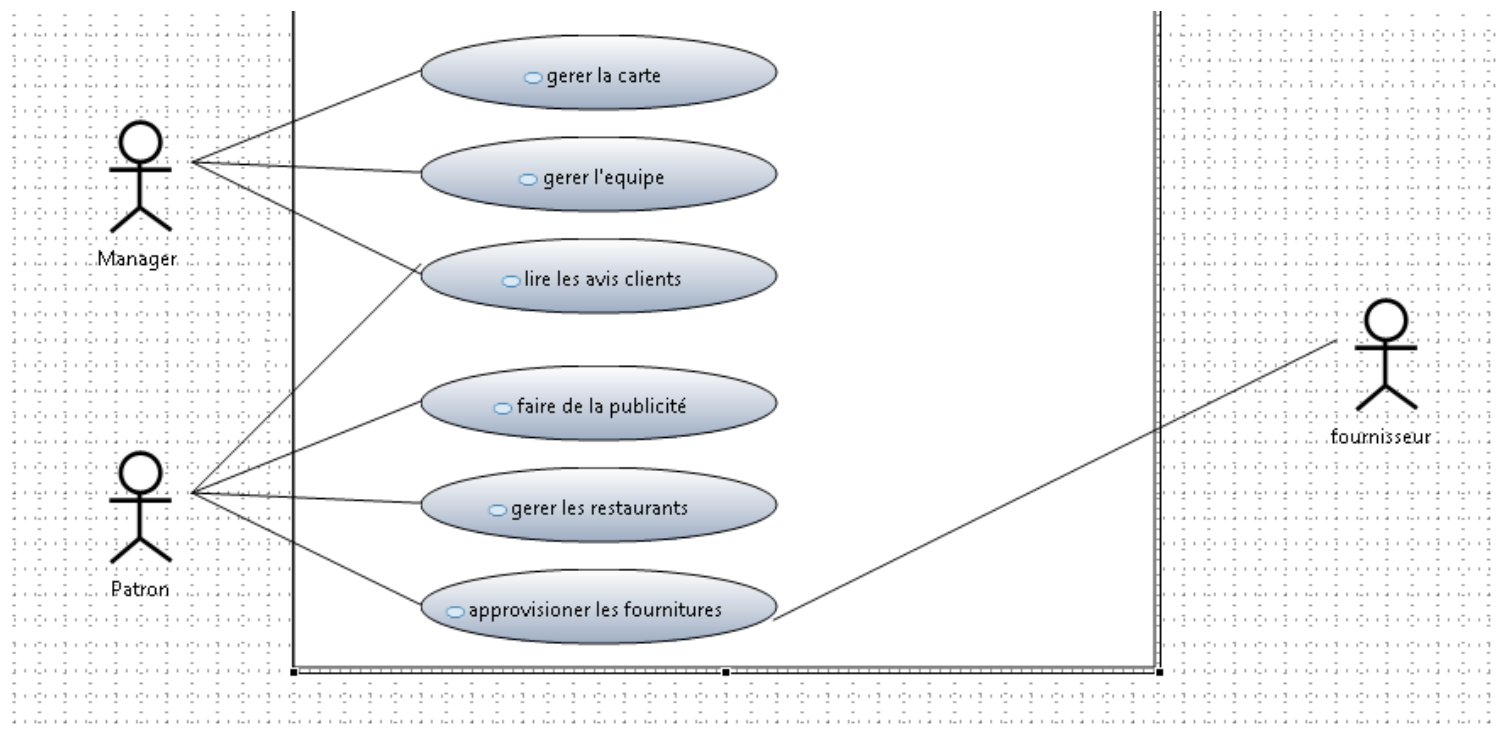 gerer la carte
gerer l'equipe
Manager
lire les avis clients
faire de la publicité
fournisseur
gerer les restaurants
Patron
approvisioner les fournitures